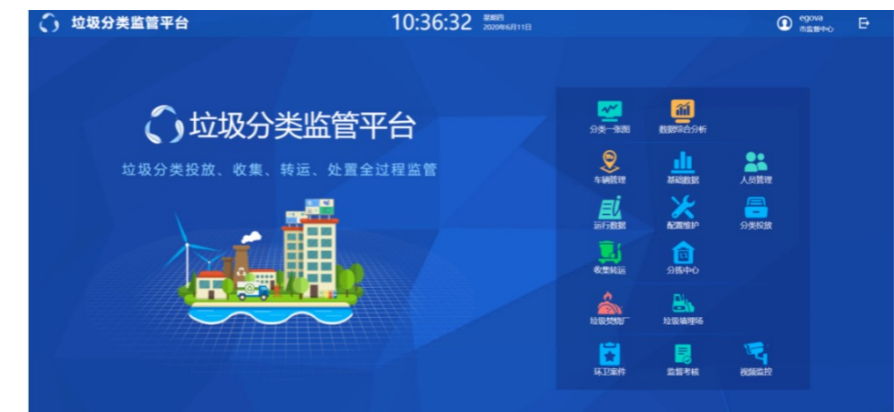 垃圾分类监管平台
10:36:32
星期四
2020年6月11日
egova
市监督中心
垃圾分类监管平台
垃圾分类投放、收集、转运、处置全过程监管
分类一张图
数据综合分析
车辆管理
基础数据
人员管理
运行数据
配置维护
分类投放
收集转运
分拣中心
垃圾焚烧厂
垃圾填埋场
环卫案件
监督考核
视频监控